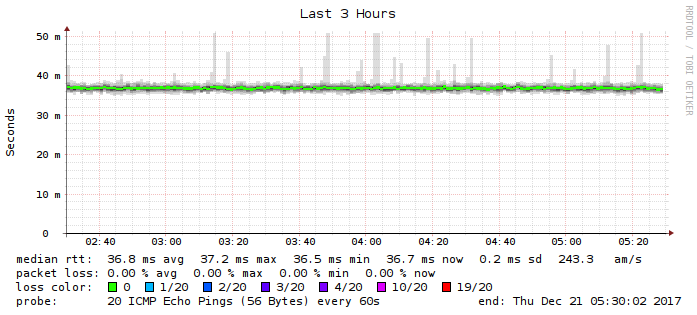 Last 3 Hours
RRDTOOL / TOBI OETIKER
Seconds
50 m
40 m
30 m
20 m
10 m
0
02:40 03:00 03:20 03:40 04:00 04:20 04:40 05:00 05:20
median rtt: 36.8 ms avg 37.2 ms max 36.5 ms min 36.7 ms now 0.2 ms sd 243.3 am/s
packet loss: 0.00 % avg 0.00 % max 0.00 % min 0.00 % now
loss color: 0 1/20 2/20 3/20 4/20 10/20 19/20
probe: 20 ICMP Echo Pings (56 Bytes) every 60s end: Thu Dec 21 05:30:02 2017